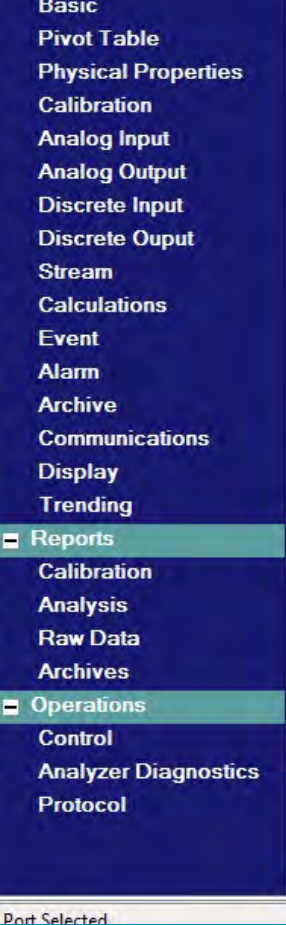 Basic
Pivot Table
Physical Properties
Calibration
Analog Input
Analog Output
Discrete Input
Discrete Ouput
Stream
Calculations
Event
Alarm
Archive
Communications
Display
Trending
Reports
Calibration
Analysis
Raw Data
Archives
Operations
Control
Analyzer Diagnostics
Protocol
Port Selected